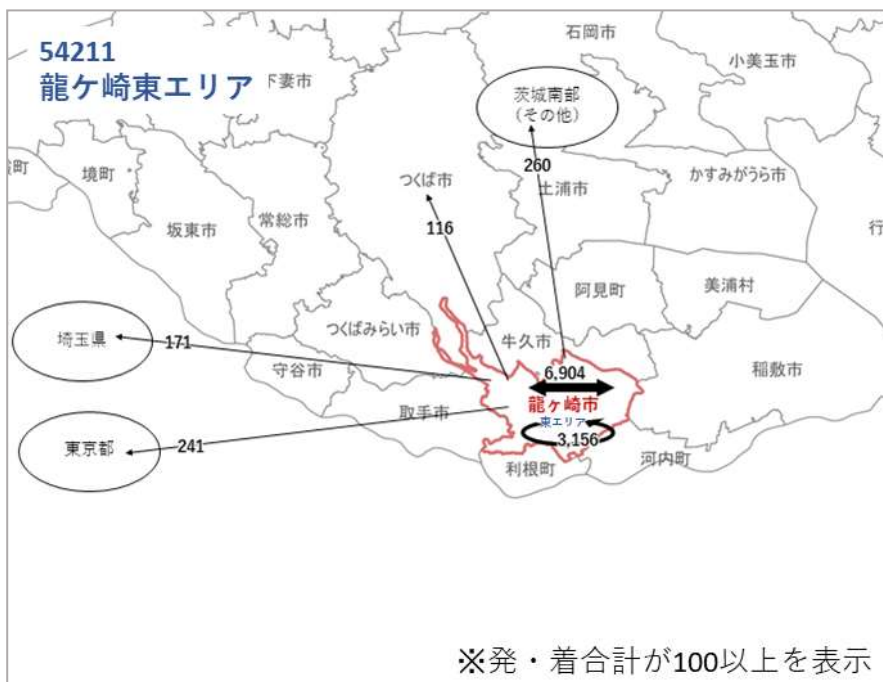 54211
龍ケ崎東エリア
下妻市
石岡市
小美玉市
茨城南部
(その他)
境町
つくば市
260
土浦市
かすみがうら市
坂東市
常総市
116
行
阿見町
美浦村
つくばみらい市
牛久市
埼玉県
171
守谷市
6,904
稲敷市
龍ケ崎市
取手市
東エリア
東京都
241
3,156
利根町
河内町
※発・着合計が100以上を表示